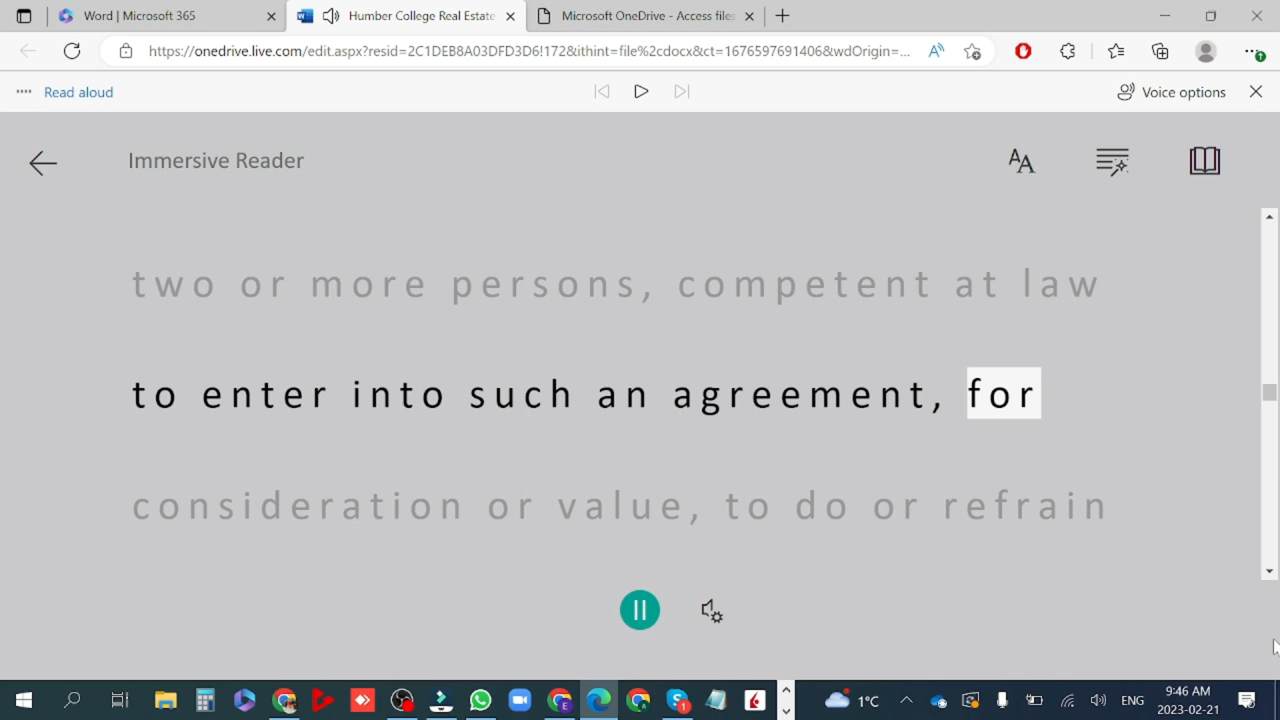 Word | Microsoft 365
Humber College Real Estate
Microsoft OneDrive - Access files
https://onedrive.live.com/edit.aspx?resid=2C1DEB8A03DFD3D6!172&ithint=file%2cdocx&ct=1676597691406&wdOrigin=...
Read aloud
Voice options
Immersive Reader
two or more persons, competent at law
to enter into such an agreement, for
consideration or value, to do or refrain
1°C
ENG
9:46 AM
2023-02-21